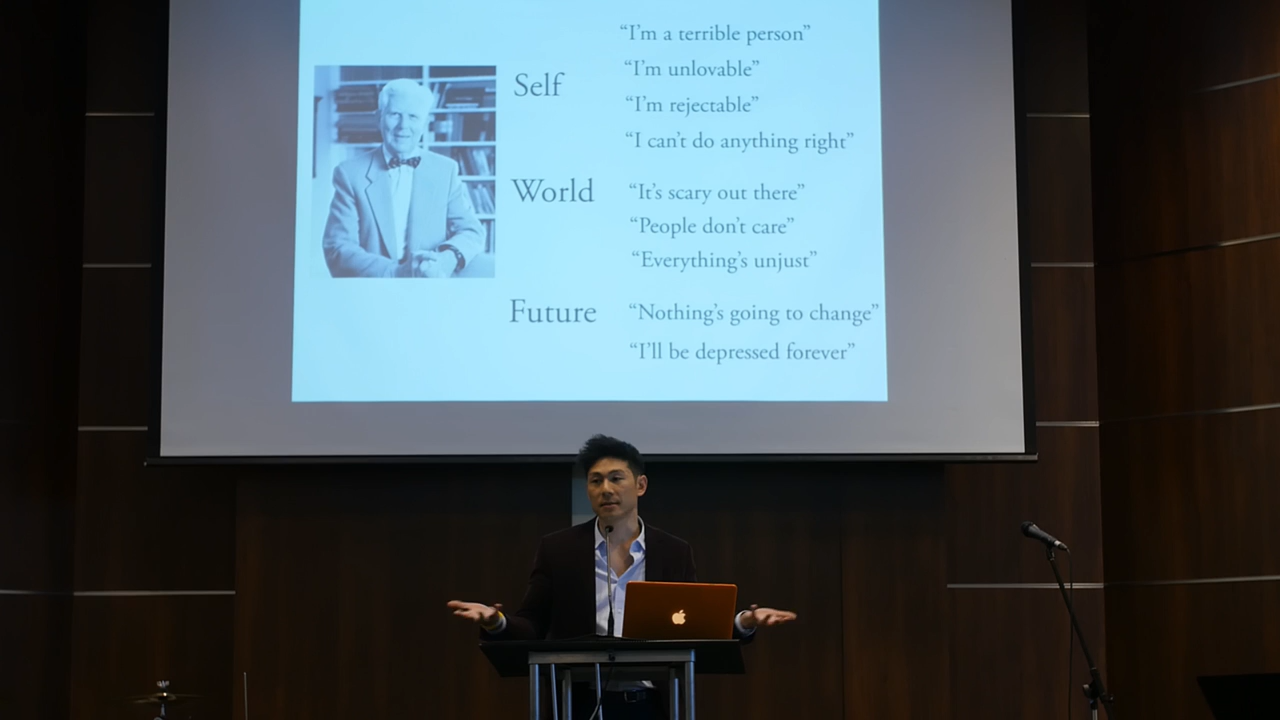 “I’m a terrible person”
“I’m unlovable”
Self
“I’m rejectable”
“I can’t do anything right”
World
“It’s scary out there”
“People don’t care”
“Everything’s unjust”
Future
“Nothing’s going to change”
“I’ll be depressed forever”